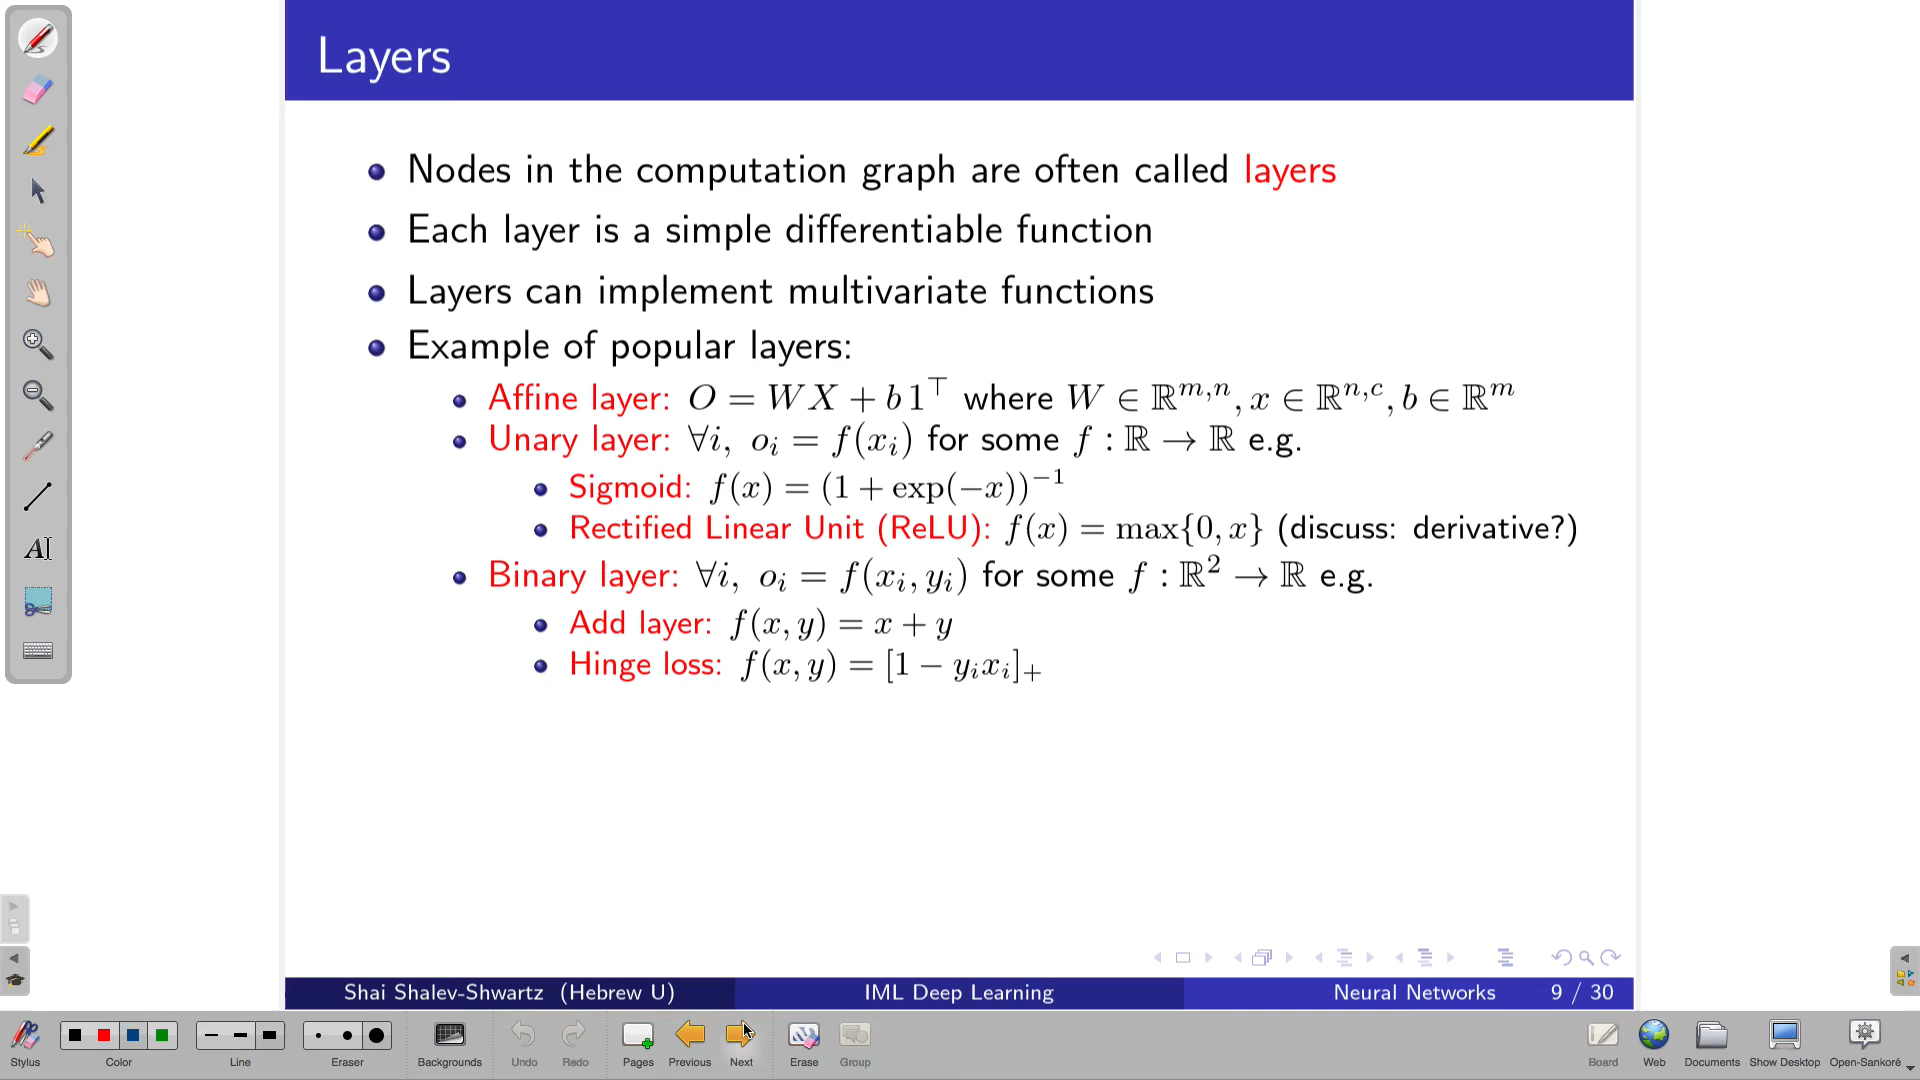 Layers
Nodes in the computation graph are often called layers
Each layer is a simple differentiable function
Layers can implement multivariate functions
Example of popular layers:
Affine layer: O = WX + b 1^⊤ where W ∈ ℝ^{m,n}, x ∈ ℝ^{n,c}, b ∈ ℝ^m
Unary layer: ∀i, o_i = f(x_i) for some f : ℝ → ℝ e.g.
Sigmoid: f(x) = (1 + exp(−x))^{−1}
Rectified Linear Unit (ReLU): f(x) = max{0, x} (discuss: derivative?)
Binary layer: ∀i, o_i = f(x_i, y_i) for some f : ℝ^2 → ℝ e.g.
Add layer: f(x, y) = x + y
Hinge loss: f(x, y) = [1 − y_i x_i]_+
Shai Shalev-Shwartz (Hebrew U) IML Deep Learning Neural Networks 9 / 30
Stylus Color Line Eraser Backgrounds Undo Redo Pages Previous Next Erase Group Board Web Documents Show Desktop Open-Sankoré